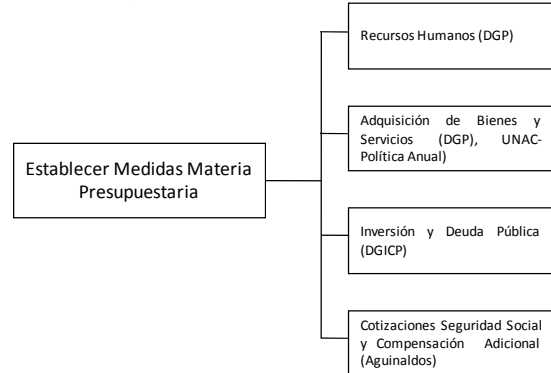 Establecer Medidas Materia
Presupuestaria
Recursos Humanos (DGP)
Adquisición de Bienes y
Servicios (DGP), UNAC-
Política Anual)
Inversión y Deuda Pública
(DGICP)
Cotizaciones Seguridad Social
y Compensación Adicional
(Aguinaldos)